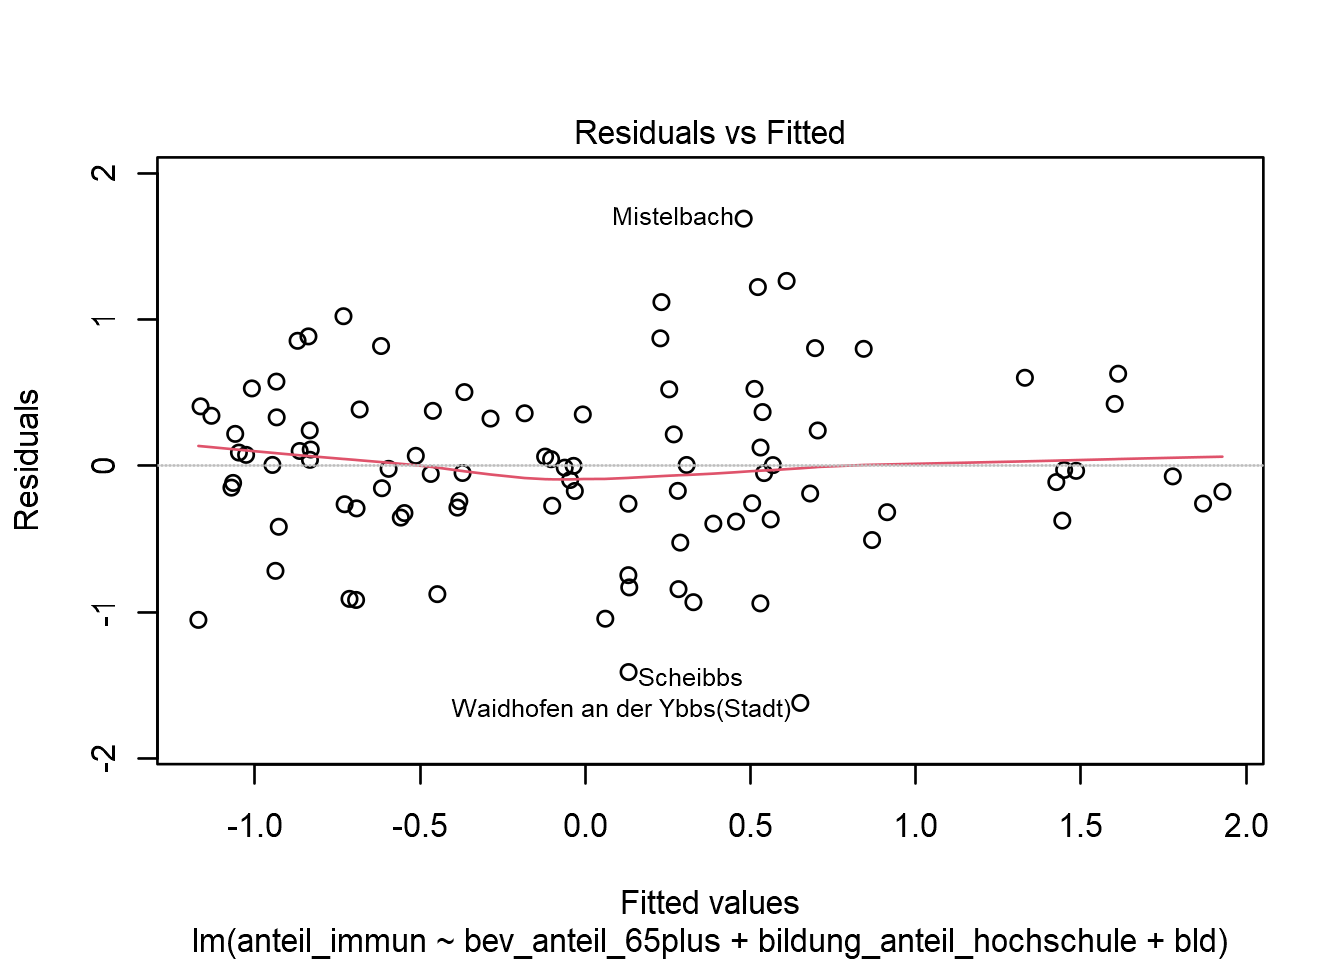 Residuals vs Fitted
2
1
0
-1
-2
Residuals
Mistelbach
Scheibbs
Waidhofen an der Ybbs(Stadt)
-1.0 -0.5 0.0 0.5 1.0 1.5 2.0
Fitted values
lm(anteil_immun ~ bev_anteil_65plus + bildung_anteil_hochschule + bld)